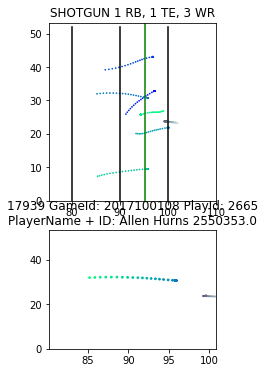 SHOTGUN 1 RB, 1 TE, 3 WR
50
40
30
20
10
0
80 90 100 110
17939 GameId: 2017100108 PlayId: 2665
PlayerName + ID: Allen Hurns 2550353.0
40
20
0
85 90 95 100